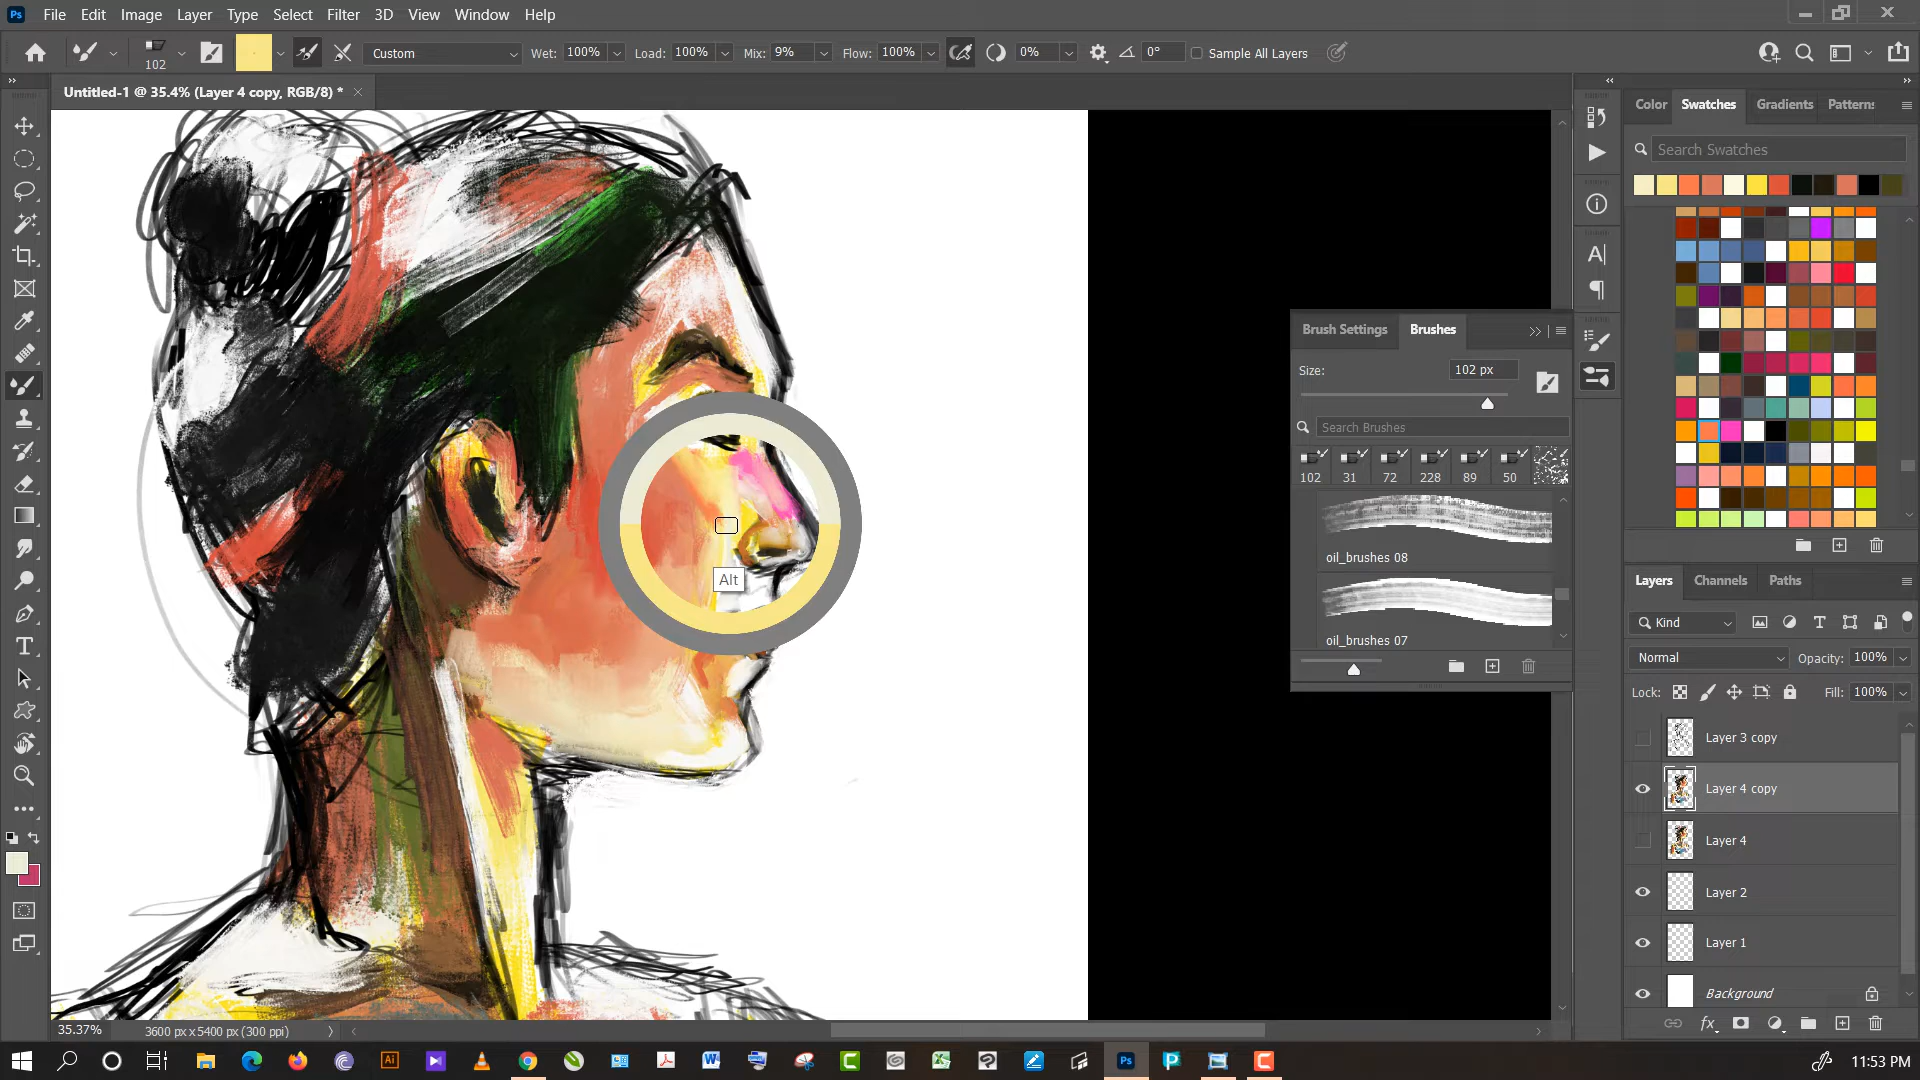 Ps File Edit Image Layer Type Select Filter 3D View Window Help
102 Custom Wet: 100% Load: 100% Mix: 9% Flow: 100% 0% 0° Sample All Layers
Untitled-1 @ 35.4% (Layer 4 copy, RGB/8) *
Color Swatches Gradients Patterns
Search Swatches
Brush Settings Brushes
Size: 102 px
Search Brushes
102 31 72 228 89 50
oil_brushes 08
oil_brushes 07
Alt
Layers Channels Paths
Kind
Normal Opacity: 100%
Lock: Fill: 100%
Layer 3 copy
Layer 4 copy
Layer 4
Layer 2
Layer 1
Background
fx
35.37% 3600 px x 5400 px (300 ppi)
Ai Ps
11:53 PM